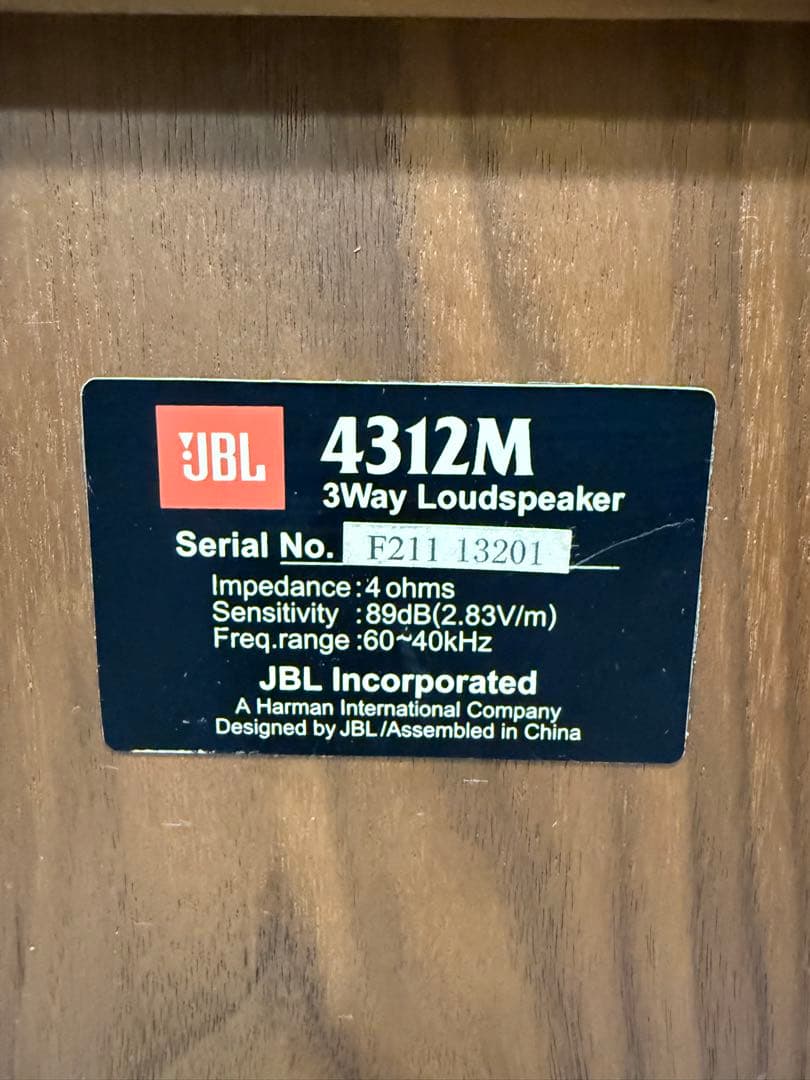 JBL
4312M
3Way Loudspeaker
Serial No. F211 13201
Impedance:4 ohms
Sensitivity :89dB(2.83V/m)
Freq.range:60~40kHz
JBL Incorporated
A Harman International Company
Designed by JBL/Assembled in China